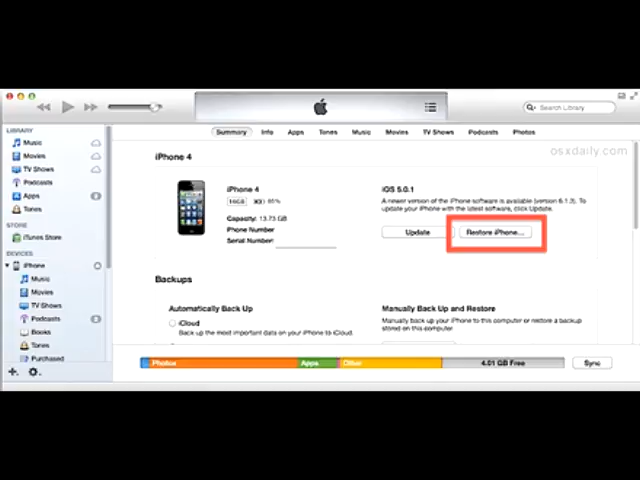 Search Library
LIBRARY
Music
Movies
TV Shows
Podcasts
Apps
Tones
STORE
iTunes Store
DEVICES
iPhone
Music
Movies
TV Shows
Podcasts
Books
Tones
Purchased
Summary Info Apps Tones Music Movies TV Shows Podcasts Photos
osxdaily.com
iPhone 4
iPhone 4
16GB 81%
Capacity: 13.73 GB
Phone Number
Serial Number:
iOS 5.0.1
A newer version of the iPhone software is available (version 6.1.3). To
update your iPhone with the latest software, click Update.
Update Restore iPhone...
Backups
Automatically Back Up
iCloud
Back up the most important data on your iPhone to iCloud.
Manually Back Up and Restore
Manually back up your iPhone to this computer or restore a backup
stored on this computer.
Photos Apps Other 4.01 GB Free Sync